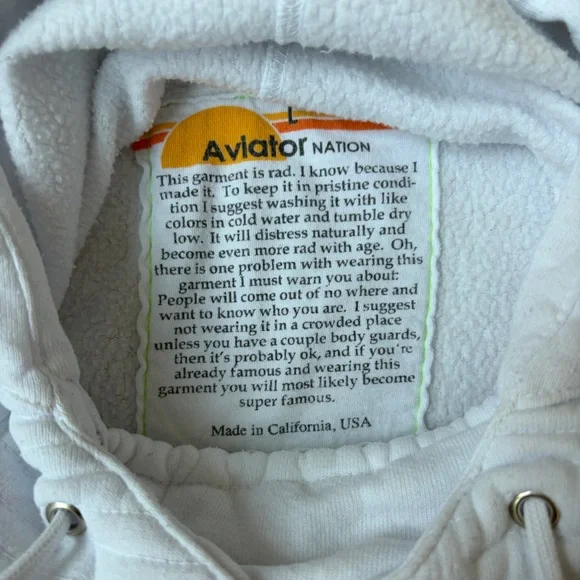 L
Aviator NATION
This garment is rad. I know because I
made it. To keep it in pristine condi-
tion I suggest washing it with like
colors in cold water and tumble dry
low. It will distress naturally and
become even more rad with age. Oh,
there is one problem with wearing this
garment I must warn you about:
People will come out of no where and
want to know who you are. I suggest
not wearing it in a crowded place
unless you have a couple body guards,
then it's probably ok, and if you're
already famous and wearing this
garment you will most likely become
super famous.
Made in California, USA